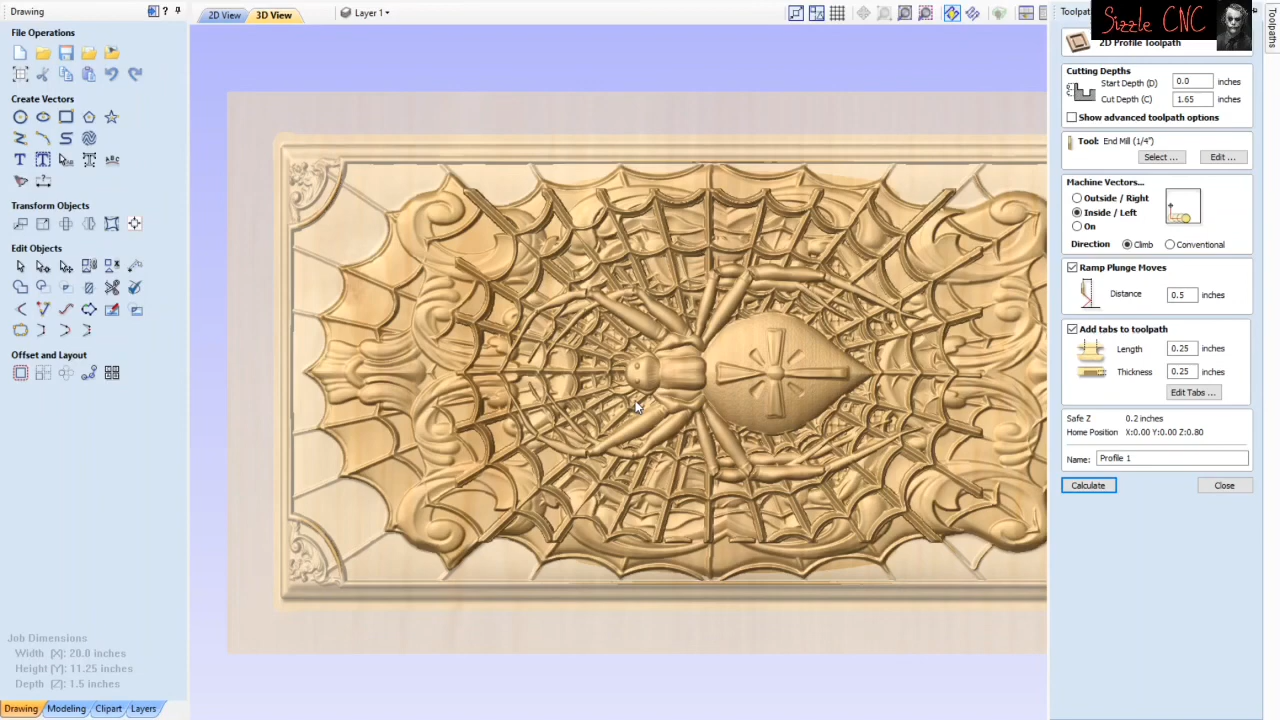 Drawing
File Operations
Create Vectors
Transform Objects
Edit Objects
Offset and Layout
Job Dimensions
Width (X): 20.0 inches
Height (Y): 11.25 inches
Depth (Z): 1.5 inches
Drawing Modeling Clipart Layers
2D View 3D View Layer 1
Sizzle CNC
Toolpaths
2D Profile Toolpath
Cutting Depths
Start Depth (D) 0.0 inches
Cut Depth (C) 1.65 inches
Show advanced toolpath options
Tool: End Mill (1/4")
Select ... Edit ...
Machine Vectors...
Outside / Right
Inside / Left
On
Direction Climb Conventional
Ramp Plunge Moves
Distance 0.5 inches
Add tabs to toolpath
Length 0.25 inches
Thickness 0.25 inches
Edit Tabs ...
Safe Z 0.2 inches
Home Position X:0.00 Y:0.00 Z:0.80
Name: Profile 1
Calculate Close